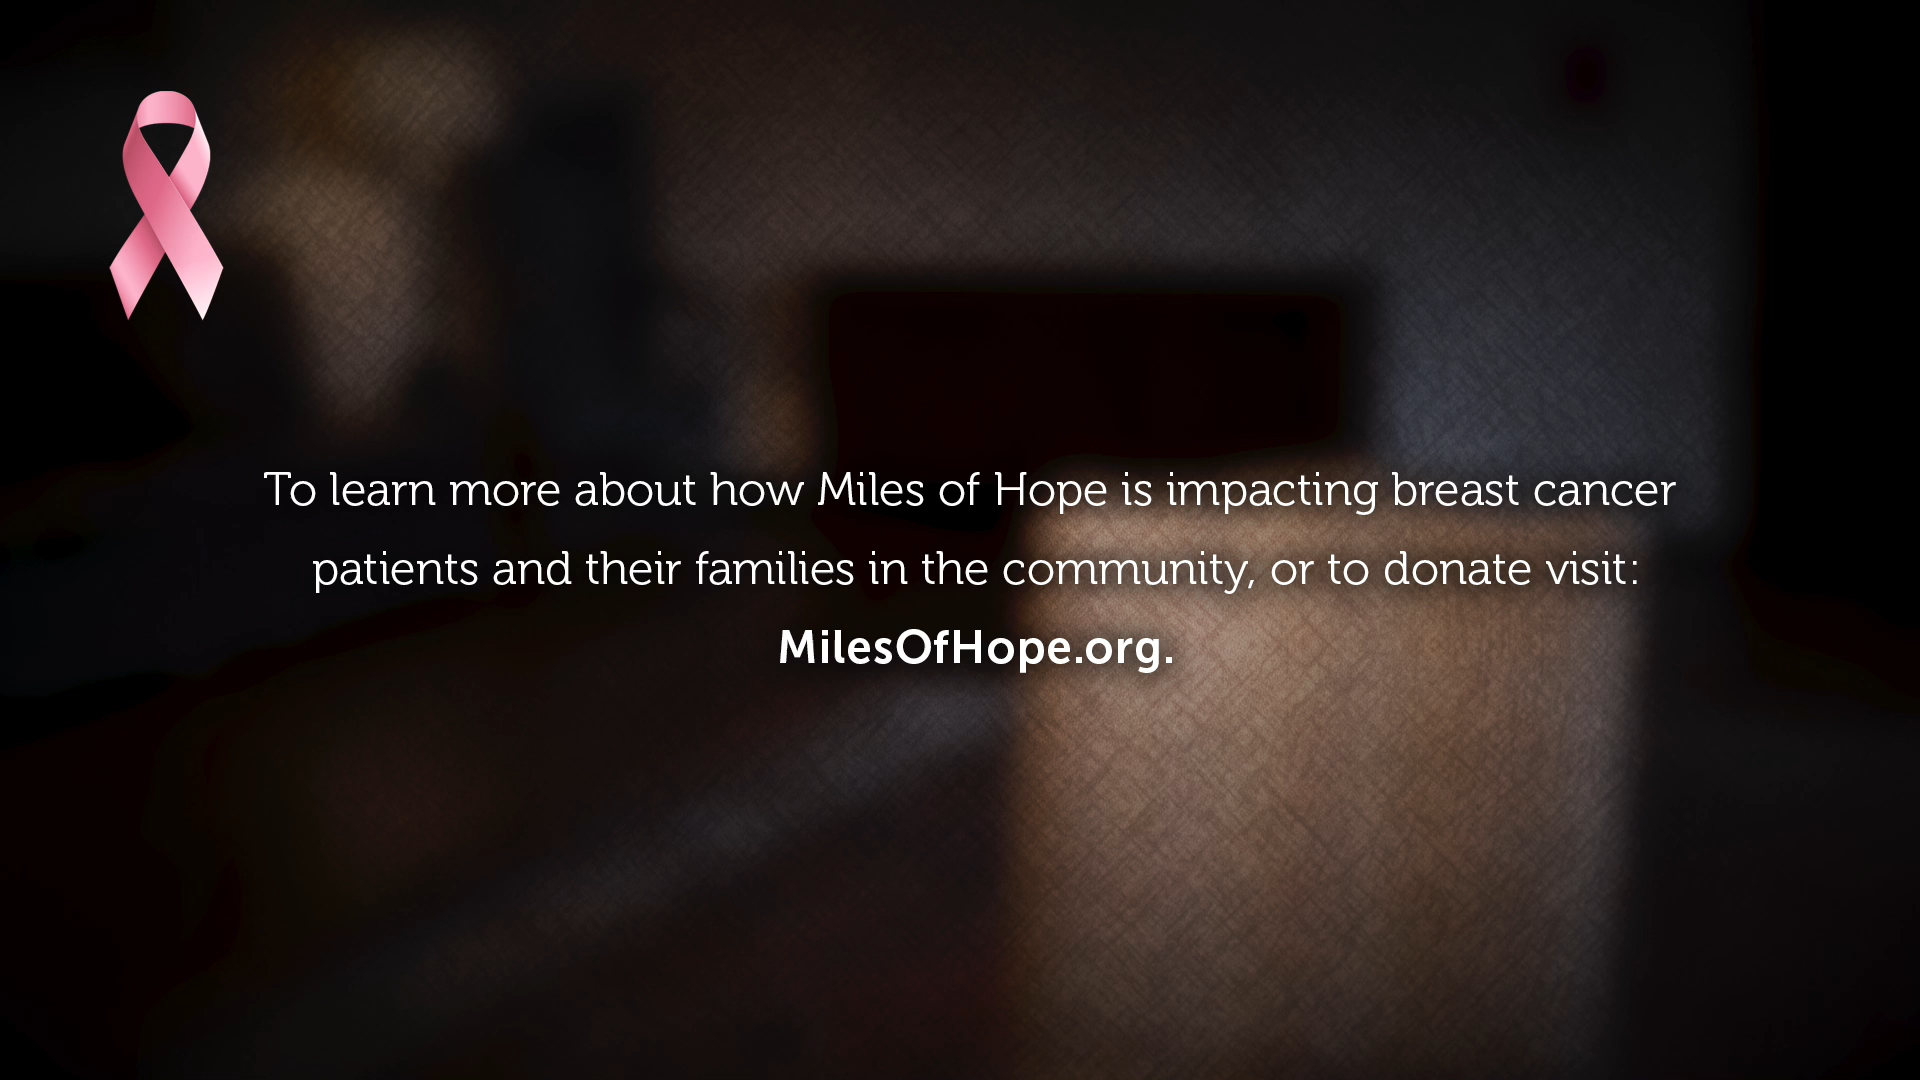 To learn more about how Miles of Hope is impacting breast cancer
patients and their families in the community, or to donate visit:
MilesOfHope.org.